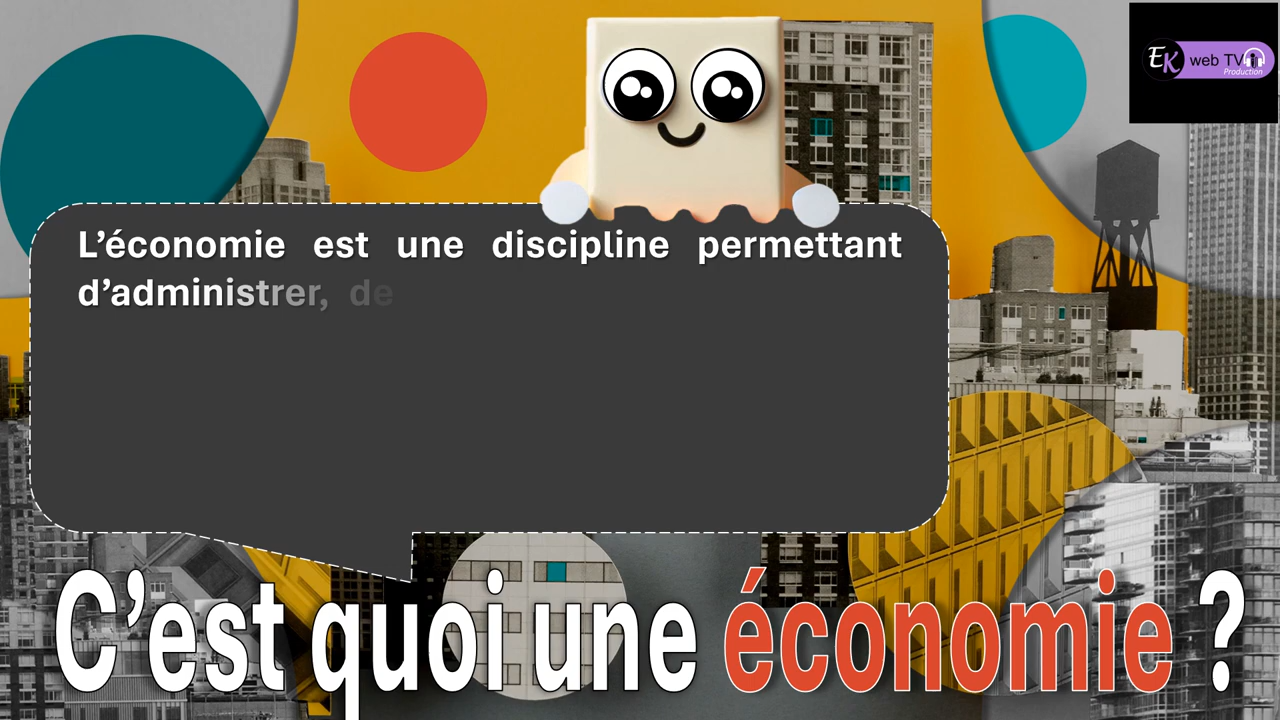 EK web TV
Production
L’économie est une discipline permettant
d’administrer, de
C’est quoi une économie ?